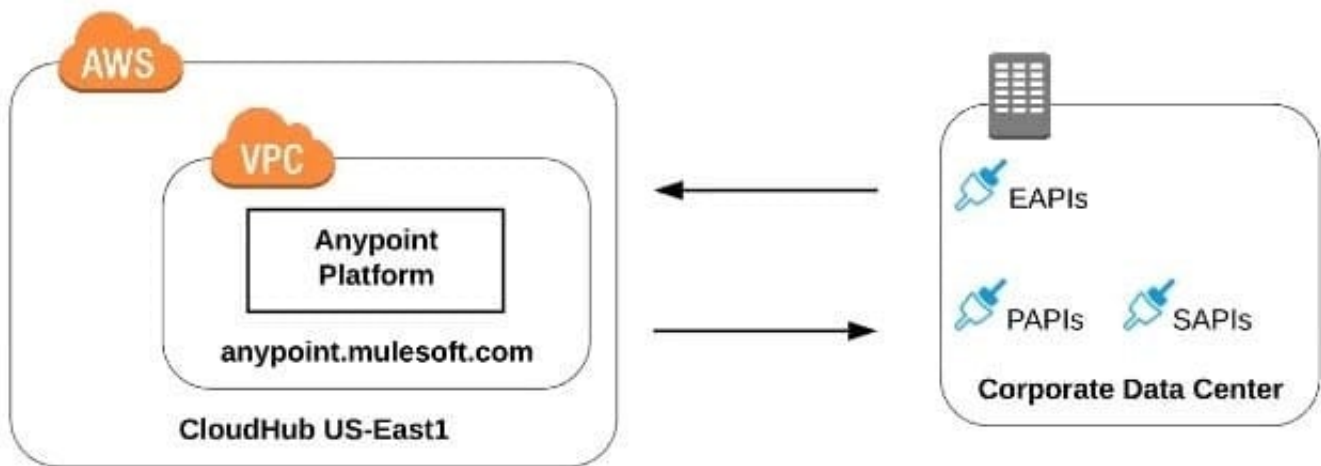 AWS
VPC
Anypoint
Platform
anypoint.mulesoft.com
CloudHub US-East1
EAPIs
PAPIs
SAPIs
Corporate Data Center